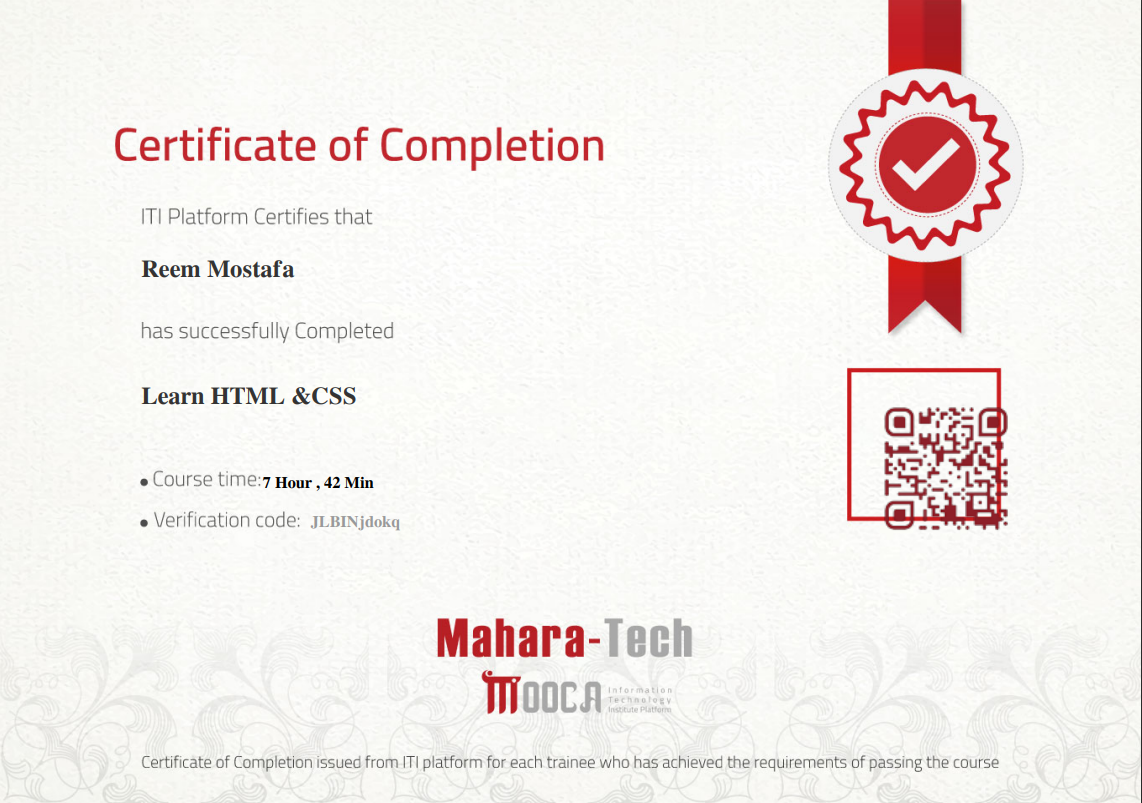 Certificate of Completion
ITI Platform Certifies that
Reem Mostafa
has successfully Completed
Learn HTML &CSS
• Course time:7 Hour , 42 Min
• Verification code: JLBINjdokq
Mahara-Tech
ITI MOOCA
Information
Technology
Institute Platform
Certificate of Completion issued from ITI platform for each trainee who has achieved the requirements of passing the course